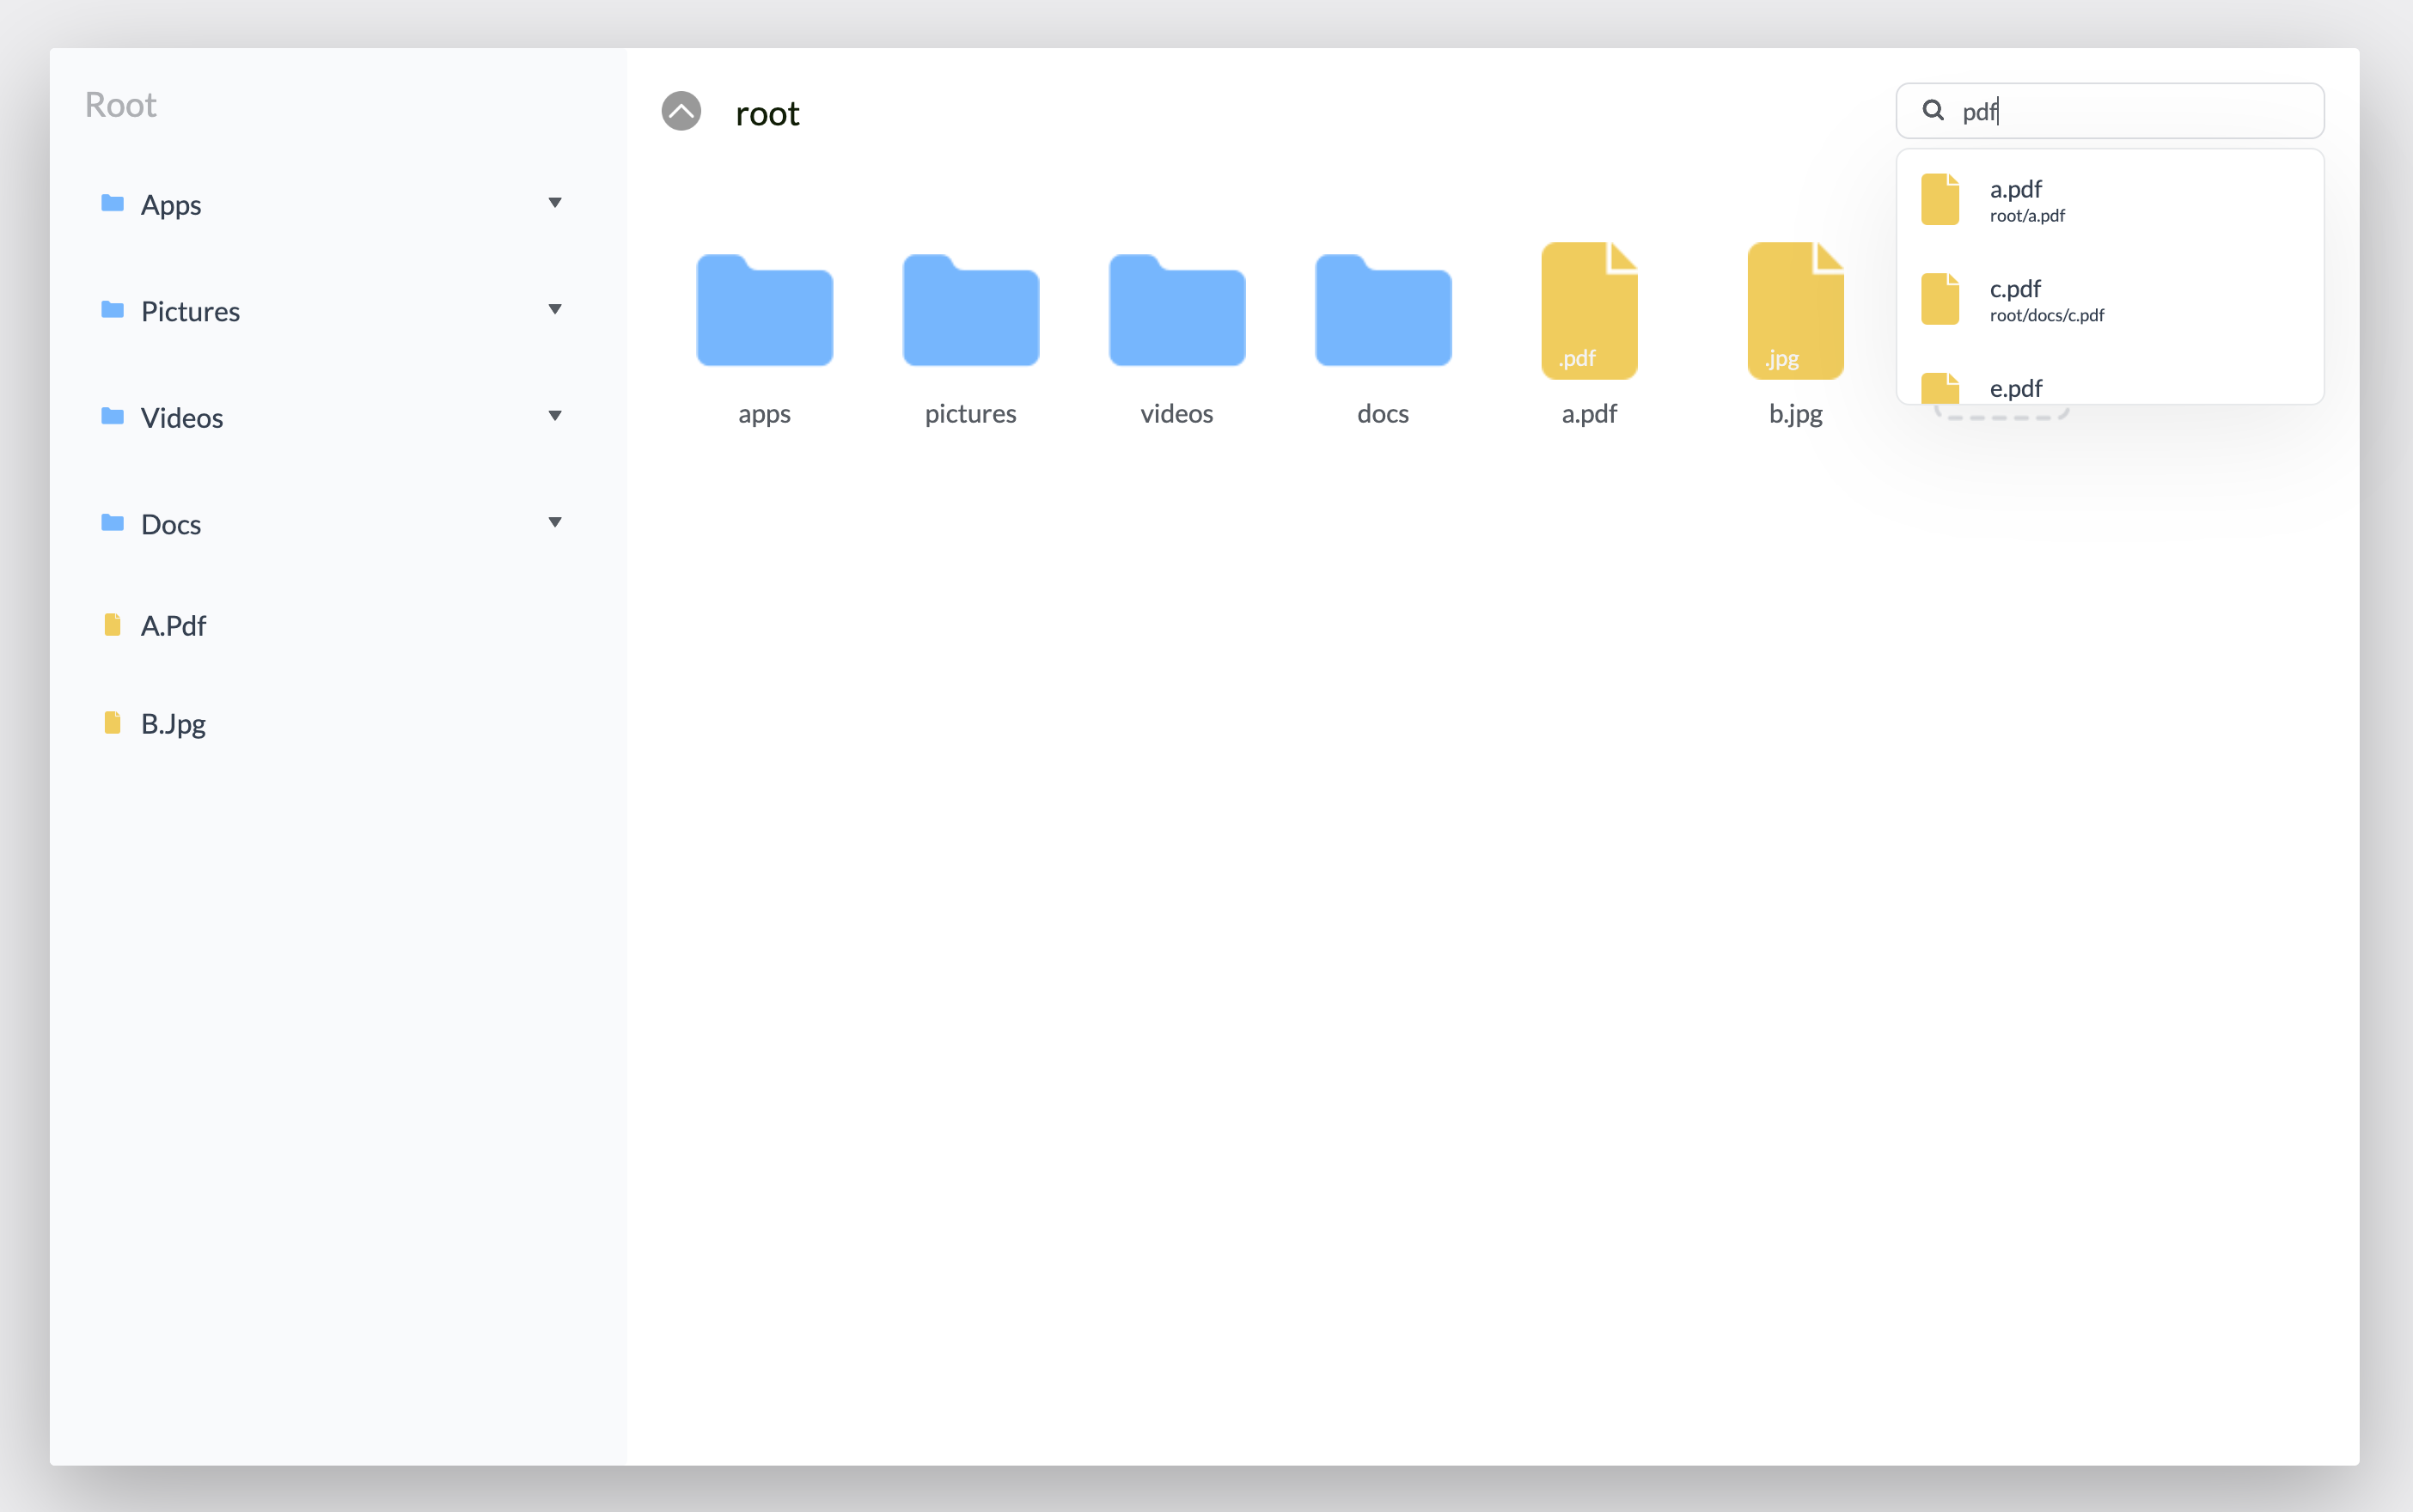 Root
Apps
Pictures
Videos
Docs
A.Pdf
B.Jpg
root
pdf
a.pdf
root/a.pdf
c.pdf
root/docs/c.pdf
e.pdf
.pdf
.jpg
apps
pictures
videos
docs
a.pdf
b.jpg